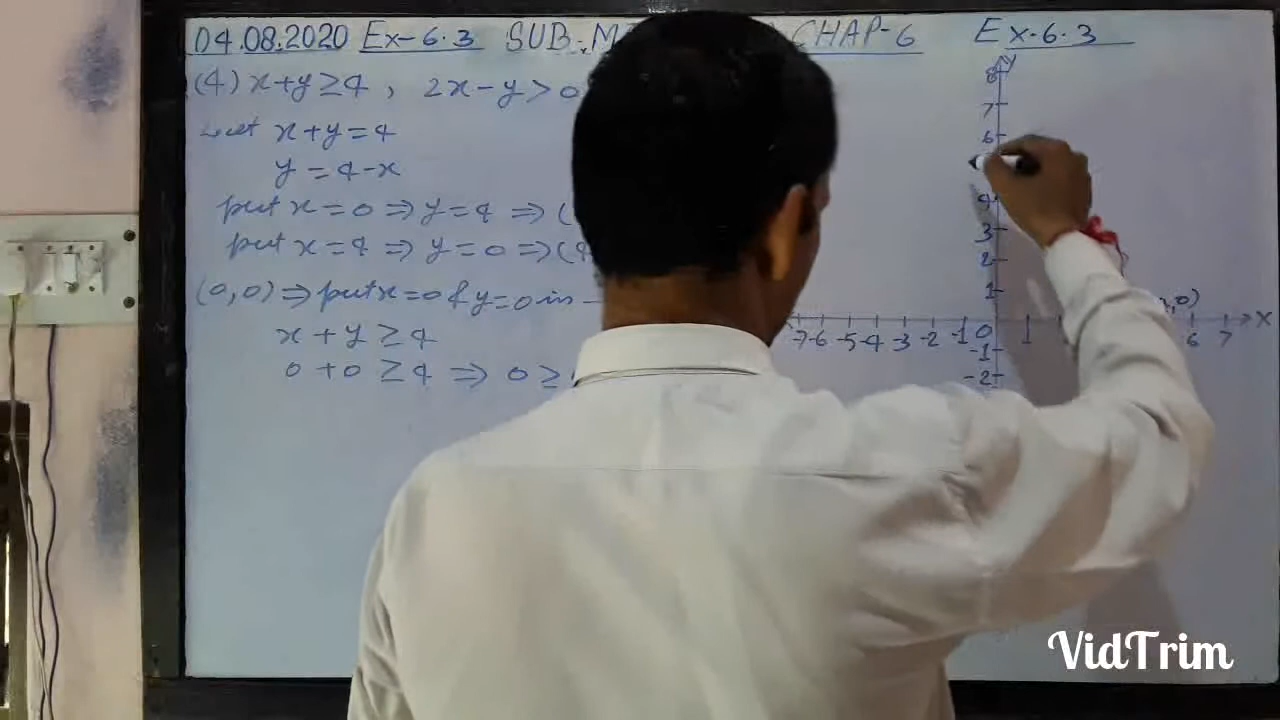 04.08.2020 Ex-6.3 SUB.M CHAP-6 Ex.6.3
(4) x+y≥4, 2x-y>0
x+y=4
y=4-x
put x=0⇒y=4⇒(
put x=4⇒y=0⇒(4
(0,0)⇒put x=0 & y=0 in
x+y≥4
0+0≥4⇒0≥
y
8
7
6
4
3
2
1
,0)
-7 -6 -5 -4 -3 -2 -1 0 1 6 7 X
-1
-2
VidTrim